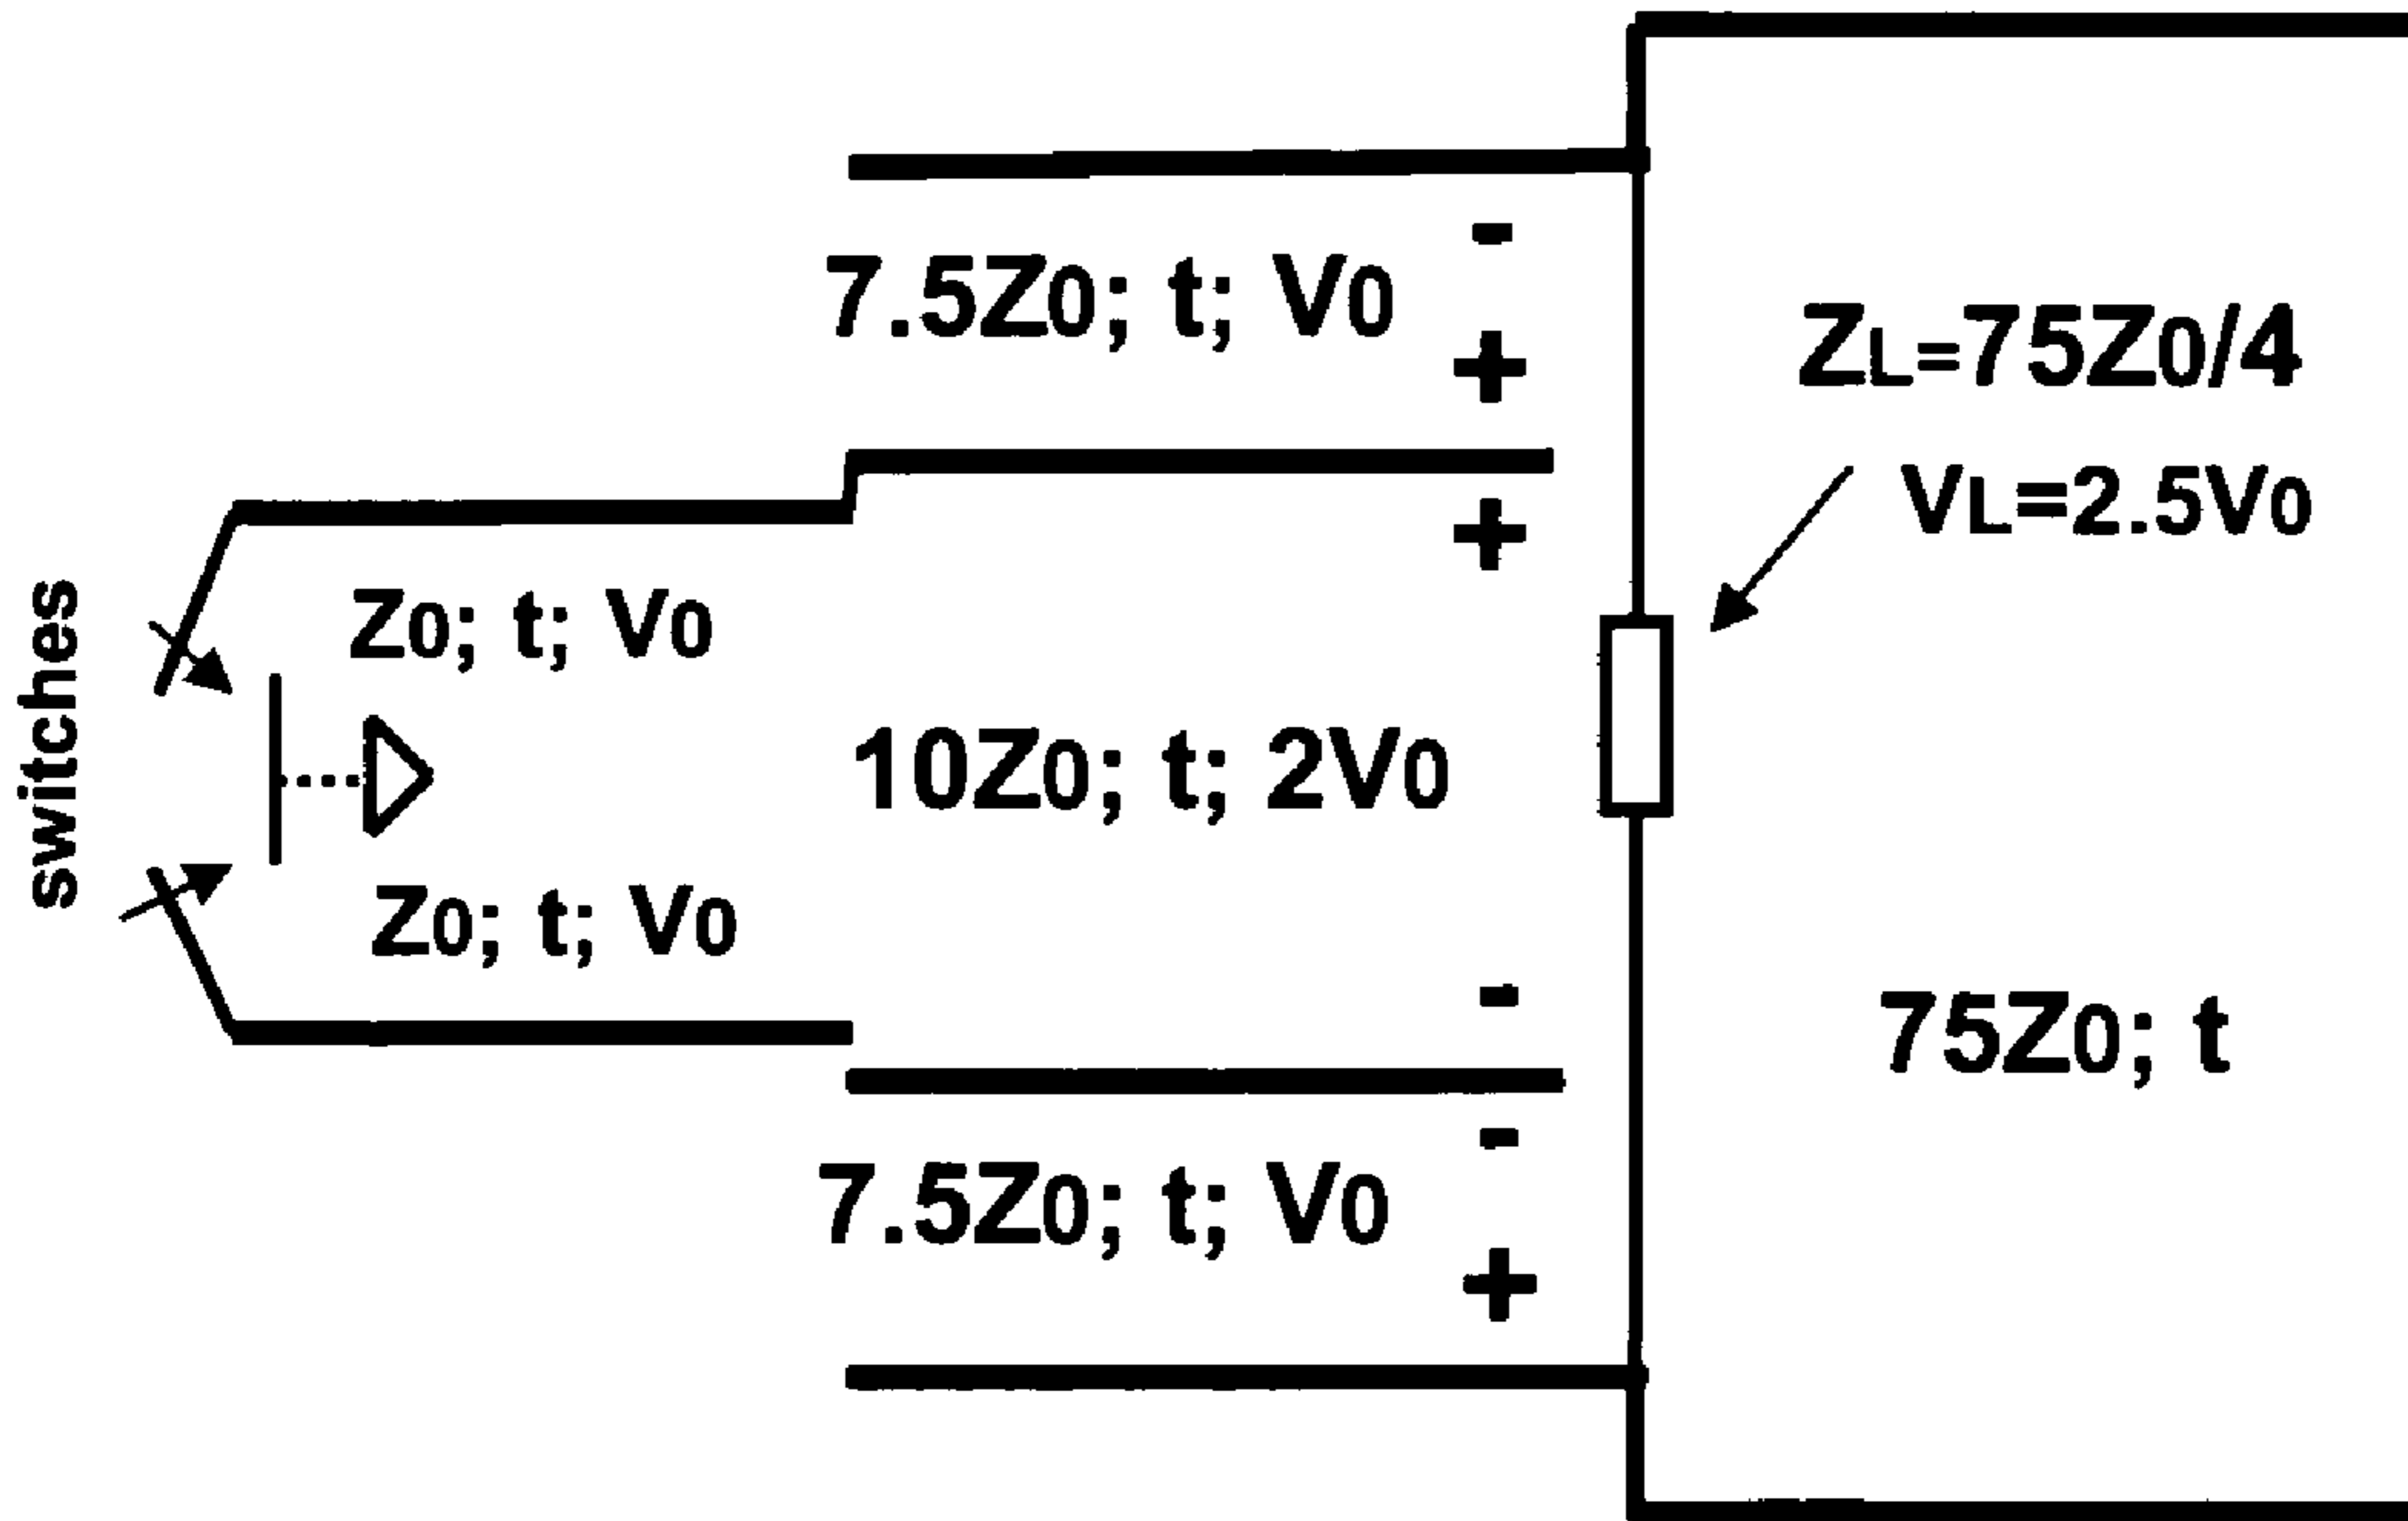 7.5Z0; t; V0
-
+
ZL=75Z0/4
VL=2.5V0
+
switches
Z0; t; V0
10Z0; t; 2V0
Z0; t; V0
-
75Z0; t
-
7.5Z0; t; V0
+